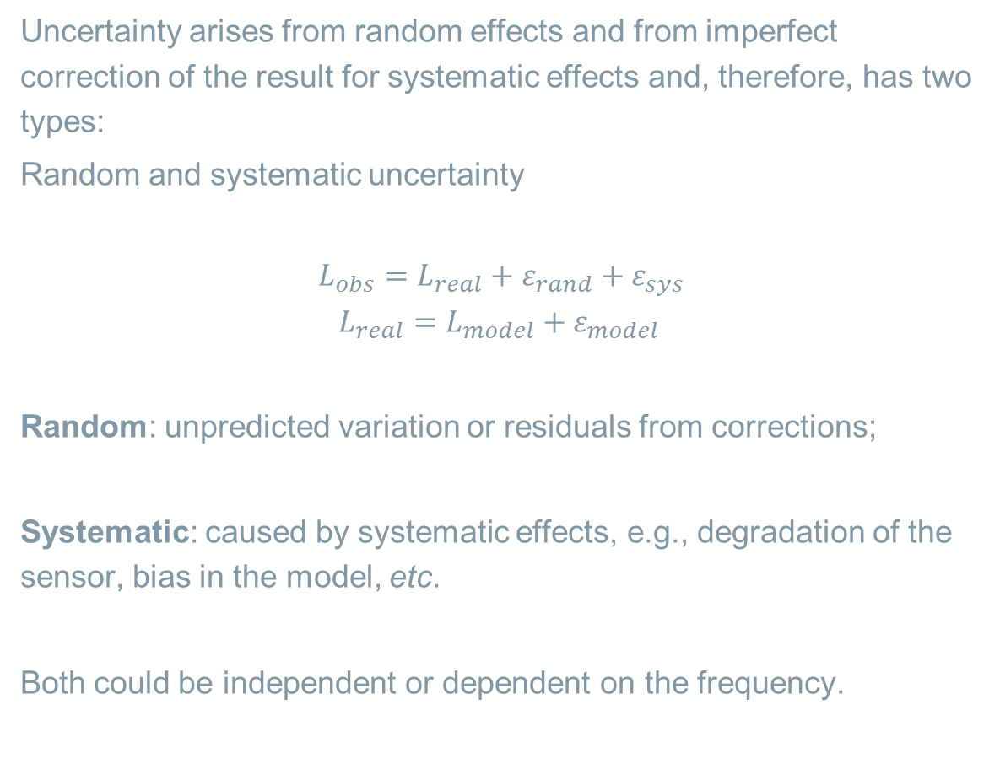 Uncertainty arises from random effects and from imperfect
correction of the result for systematic effects and, therefore, has two
types:
Random and systematic uncertainty
L_{obs} = L_{real} + ε_{rand} + ε_{sys}
L_{real} = L_{model} + ε_{model}
Random: unpredicted variation or residuals from corrections;
Systematic: caused by systematic effects, e.g., degradation of the
sensor, bias in the model, etc.
Both could be independent or dependent on the frequency.